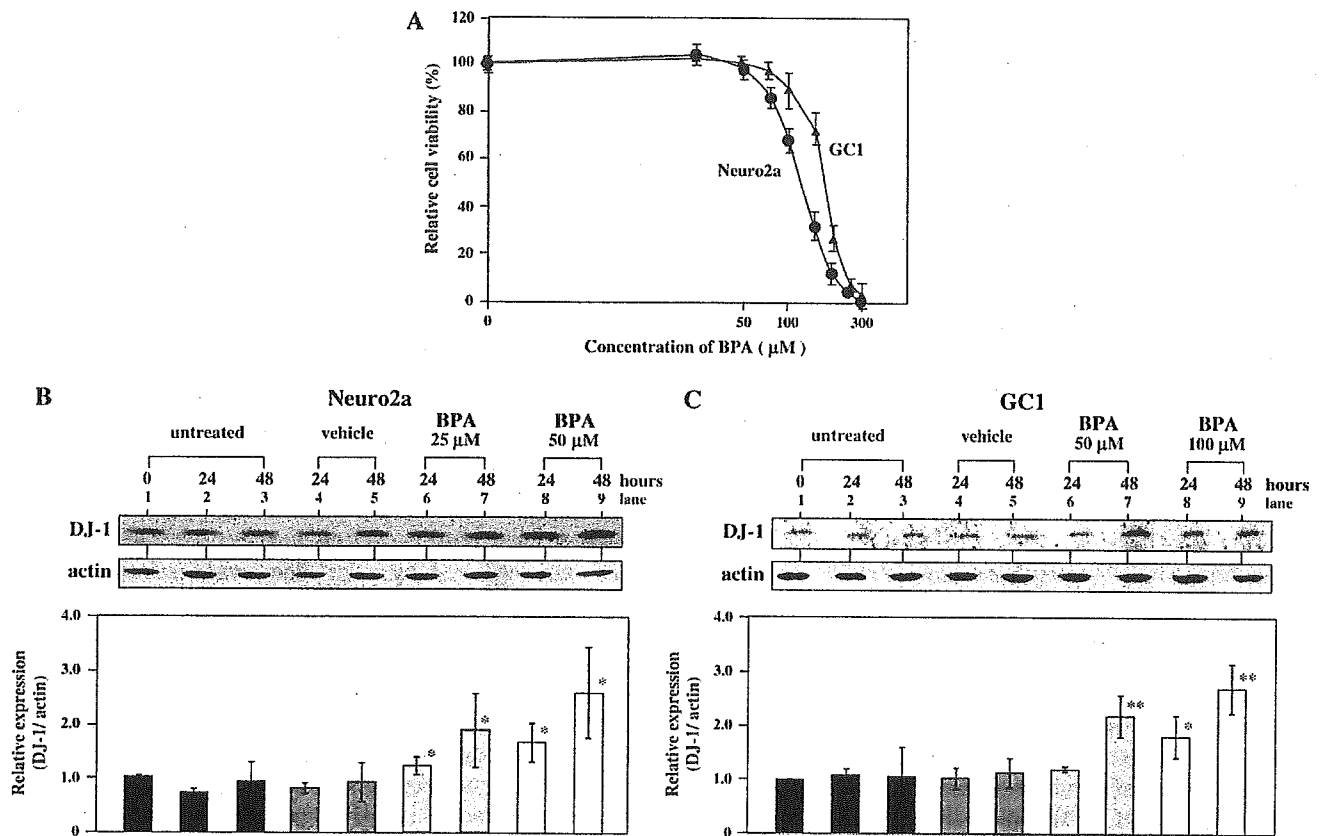 A
120
100
80
60
40
20
0
Relative cell viability (%)
Neuro2a
GC1
0 50 100 300
Concentration of BPA ( μM )
B
Neuro2a
untreated vehicle BPA 25 μM BPA 50 μM
0 24 48 24 48 24 48 24 48 hours
1 2 3 4 5 6 7 8 9 lane
DJ-1
actin
4.0
3.0
2.0
1.0
0
Relative expression
(DJ-1/ actin)
* * * *
C
GC1
untreated vehicle BPA 50 μM BPA 100 μM
0 24 48 24 48 24 48 24 48 hours
1 2 3 4 5 6 7 8 9 lane
DJ-1
actin
4.0
3.0
2.0
1.0
0
Relative expression
(DJ-1/ actin)
** * **